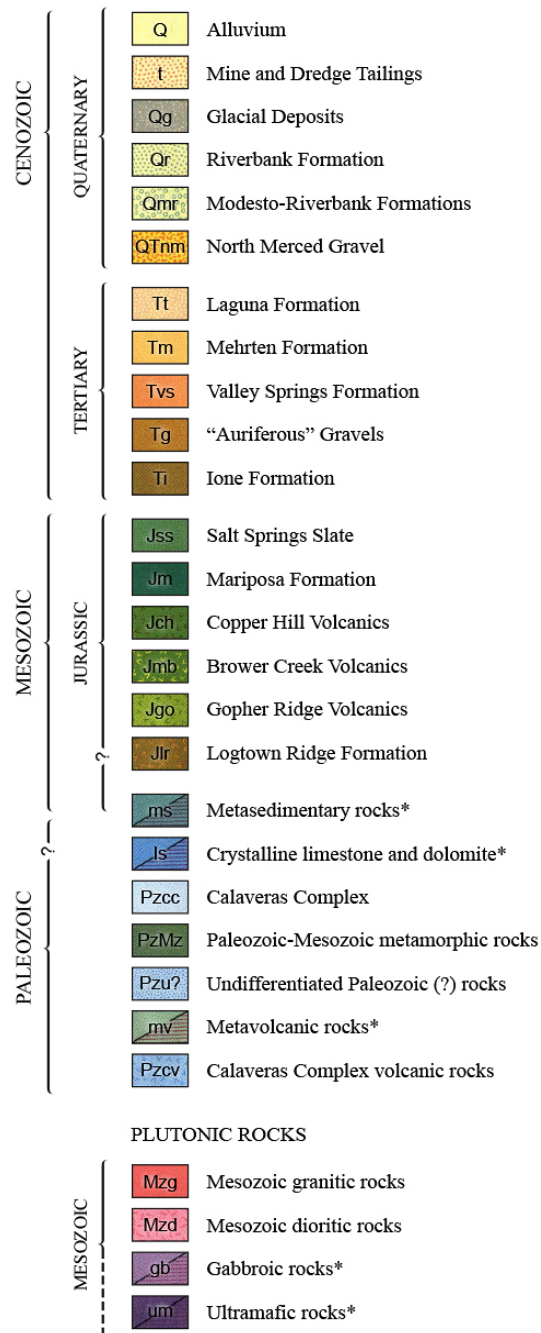 CENOZOIC
QUATERNARY
Q Alluvium
t Mine and Dredge Tailings
Qg Glacial Deposits
Qr Riverbank Formation
Qmr Modesto-Riverbank Formations
QTnm North Merced Gravel
TERTIARY
Tt Laguna Formation
Tm Mehrten Formation
Tvs Valley Springs Formation
Tg “Auriferous” Gravels
Ti Ione Formation
MESOZOIC
JURASSIC
?
Jss Salt Springs Slate
Jm Mariposa Formation
Jch Copper Hill Volcanics
Jmb Brower Creek Volcanics
Jgo Gopher Ridge Volcanics
Jlr Logtown Ridge Formation
PALEOZOIC
?
ms Metasedimentary rocks*
ls Crystalline limestone and dolomite*
Pzcc Calaveras Complex
PzMz Paleozoic-Mesozoic metamorphic rocks
Pzu? Undifferentiated Paleozoic (?) rocks
mv Metavolcanic rocks*
Pzcv Calaveras Complex volcanic rocks
PLUTONIC ROCKS
MESOZOIC
Mzg Mesozoic granitic rocks
Mzd Mesozoic dioritic rocks
gb Gabbroic rocks*
um Ultramafic rocks*